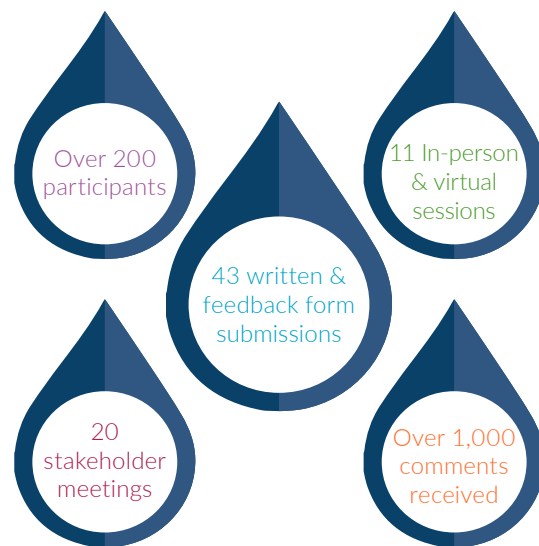 Over 200
participants
11 In-person
& virtual
sessions
43 written &
feedback form
submissions
20
stakeholder
meetings
Over 1,000
comments
received